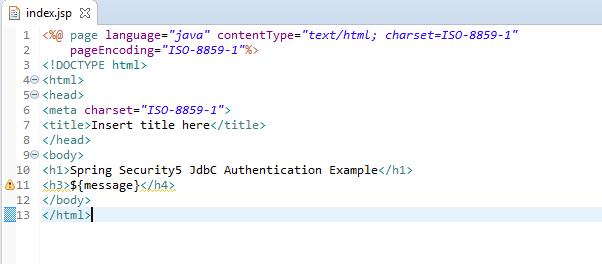 index.jsp
1 <%@ page language="java" contentType="text/html; charset=ISO-8859-1"
2     pageEncoding="ISO-8859-1"%>
3 <!DOCTYPE html>
4 <html>
5 <head>
6 <meta charset="ISO-8859-1">
7 <title>Insert title here</title>
8 </head>
9 <body>
10 <h1>Spring Security5 JdbC Authentication Example</h1>
11 <h3>${message}</h4>
12 </body>
13 </html>